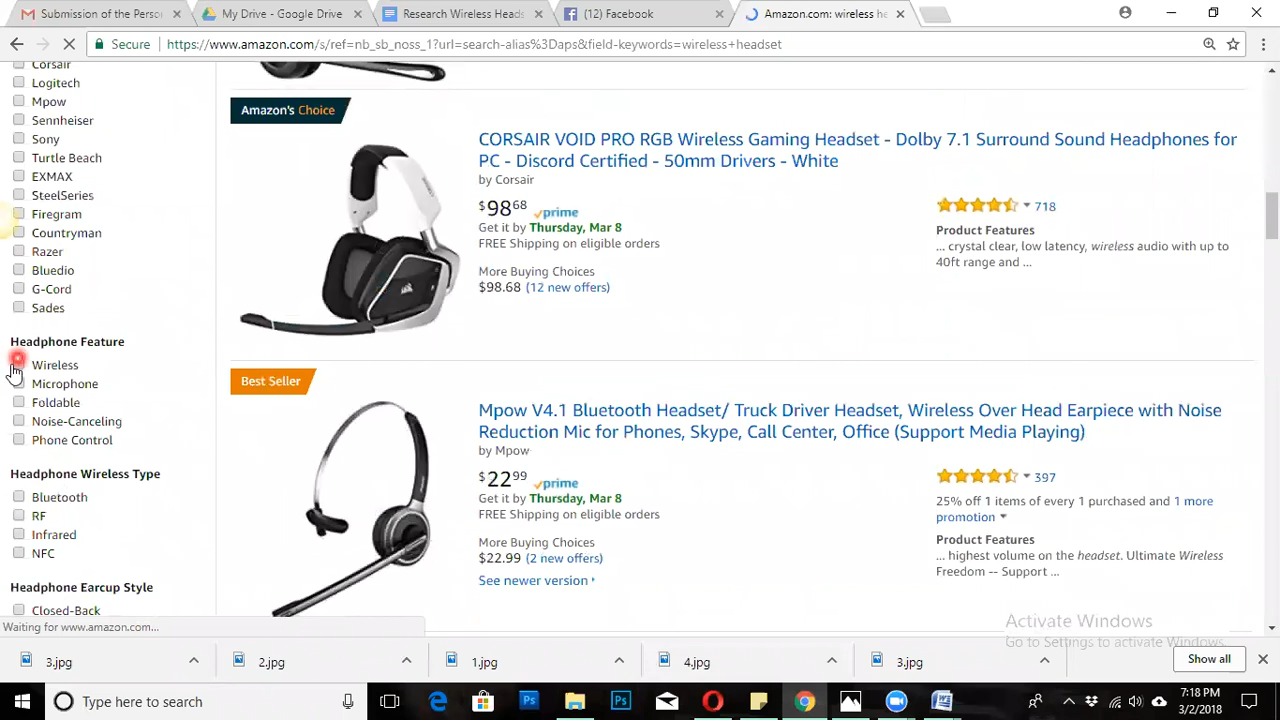 Submission of the Perso
My Drive - Google Drive
Research Wireless Heads
(12) Facebook
Amazon.com: wireless he
Secure
https://www.amazon.com/s/ref=nb_sb_noss_1?url=search-alias%3Daps&field-keywords=wireless+headset
Corsair
Logitech
Mpow
Sennheiser
Sony
Turtle Beach
EXMAX
SteelSeries
Firegram
Countryman
Razer
Bluedio
G-Cord
Sades
Headphone Feature
Wireless
Microphone
Foldable
Noise-Canceling
Phone Control
Headphone Wireless Type
Bluetooth
RF
Infrared
NFC
Headphone Earcup Style
Closed-Back
Amazon's Choice
CORSAIR VOID PRO RGB Wireless Gaming Headset - Dolby 7.1 Surround Sound Headphones for
PC - Discord Certified - 50mm Drivers - White
by Corsair
$98 68 prime
Get it by Thursday, Mar 8
FREE Shipping on eligible orders
More Buying Choices
$98.68 (12 new offers)
718
Product Features
... crystal clear, low latency, wireless audio with up to
40ft range and ...
Best Seller
Mpow V4.1 Bluetooth Headset/ Truck Driver Headset, Wireless Over Head Earpiece with Noise
Reduction Mic for Phones, Skype, Call Center, Office (Support Media Playing)
by Mpow
$22 99 prime
Get it by Thursday, Mar 8
FREE Shipping on eligible orders
More Buying Choices
$22.99 (2 new offers)
See newer version
397
25% off 1 items of every 1 purchased and 1 more
promotion
Product Features
... highest volume on the headset. Ultimate Wireless
Freedom -- Support ...
Activate Windows
Go to Settings to activate Windows.
Waiting for www.amazon.com...
3.jpg
2.jpg
1.jpg
4.jpg
3.jpg
Show all
Type here to search
7:18 PM
3/2/2018